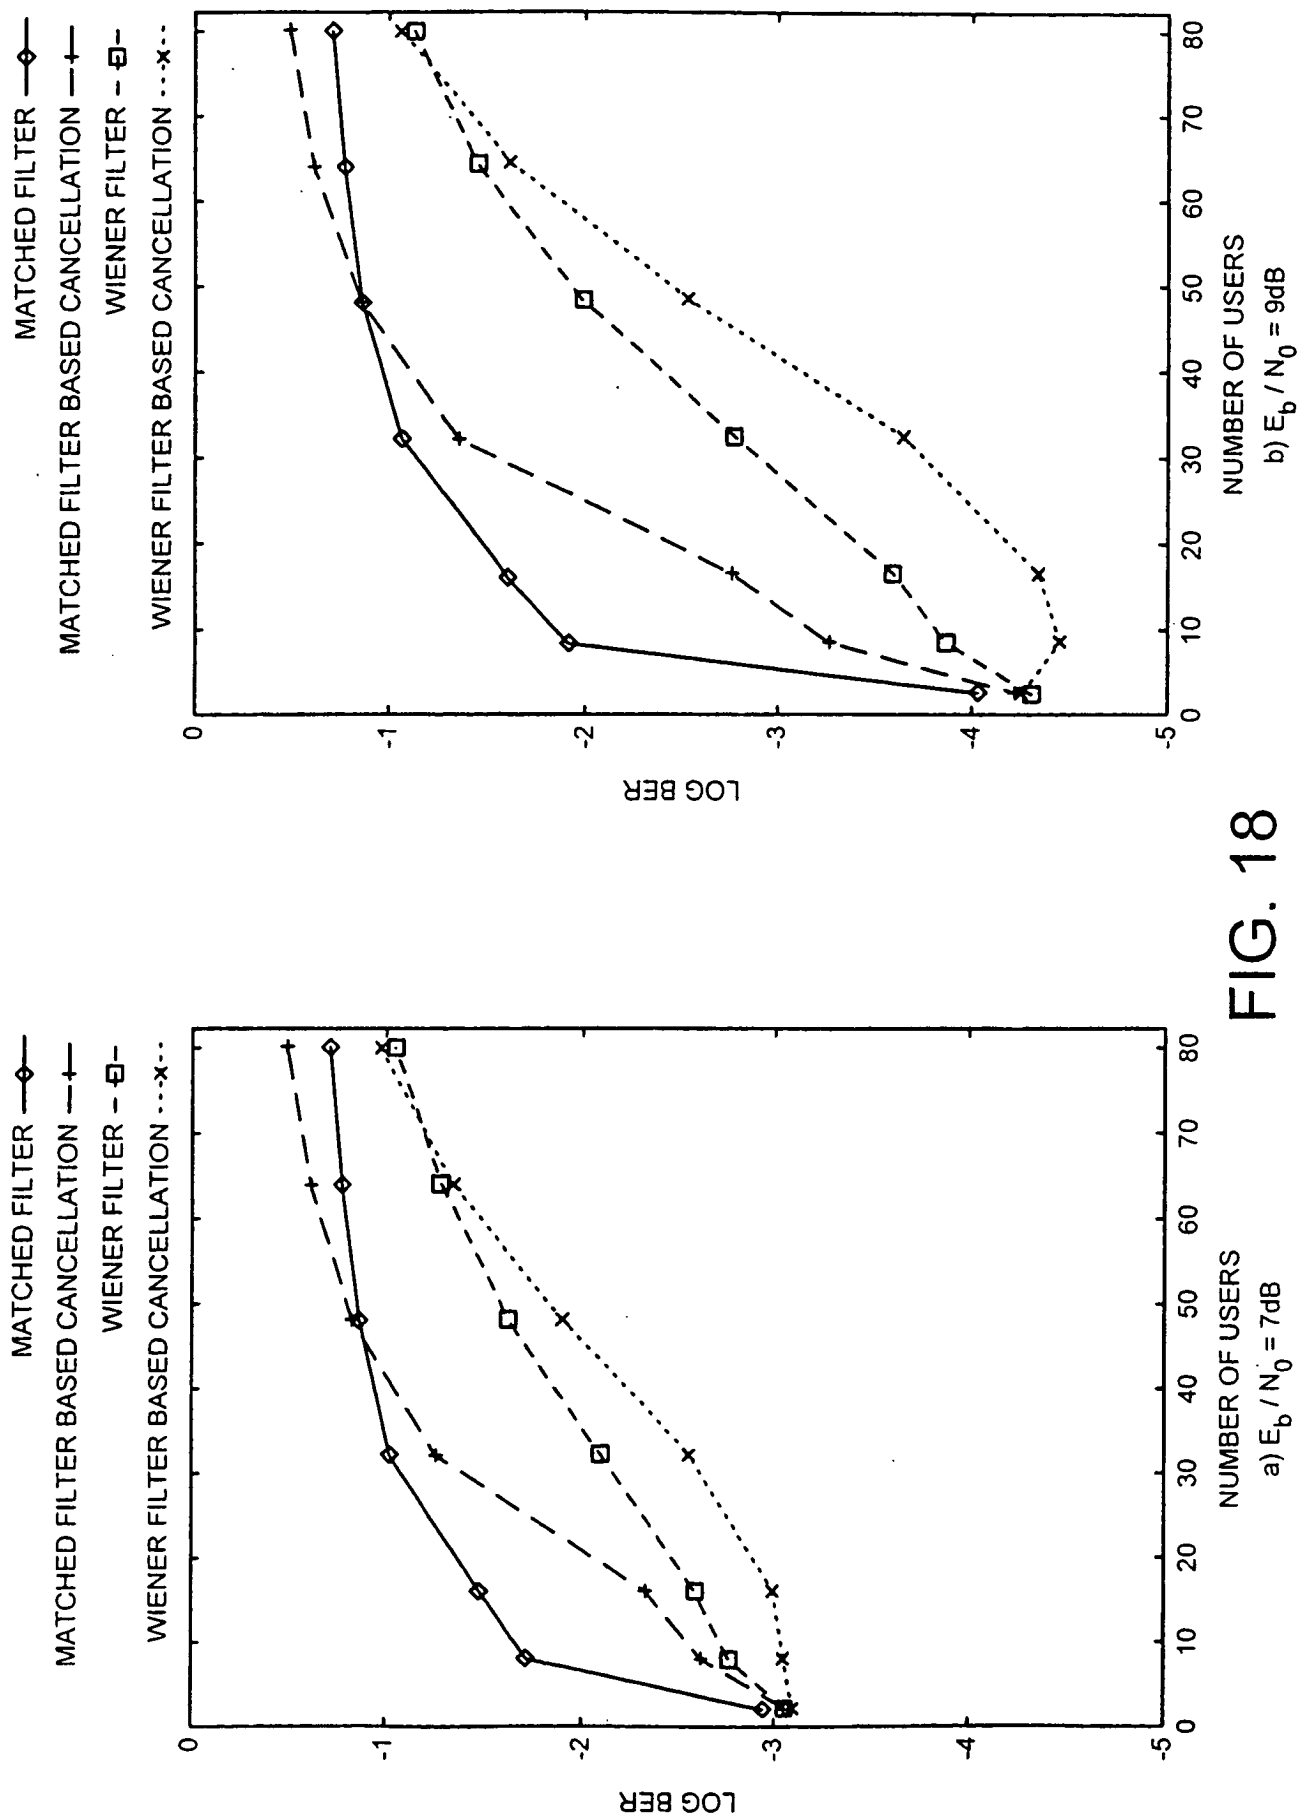 MATCHED FILTER
MATCHED FILTER BASED CANCELLATION
WIENER FILTER
WIENER FILTER BASED CANCELLATION
0
-1
-2
-3
-4
-5
LOG BER
0 10 20 30 40 50 60 70 80
NUMBER OF USERS
a) E_b / N_0 = 7dB
MATCHED FILTER
MATCHED FILTER BASED CANCELLATION
WIENER FILTER
WIENER FILTER BASED CANCELLATION
0
-1
-2
-3
-4
-5
LOG BER
0 10 20 30 40 50 60 70 80
NUMBER OF USERS
b) E_b / N_0 = 9dB
FIG. 18